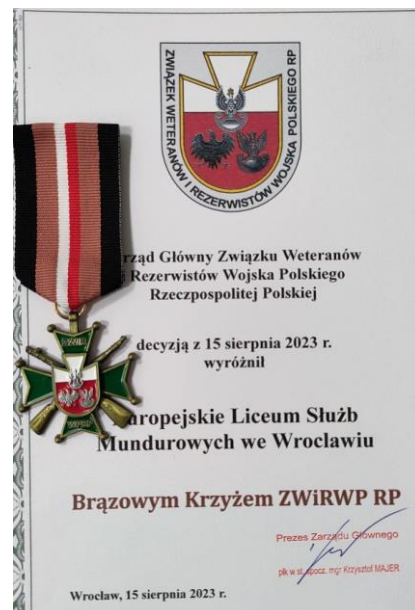 ZWIĄZEK WETERANÓW I REZERWISTÓW WOJSKA POLSKIEGO RP
Zarząd Główny Związku Weteranów
Rezerwistów Wojska Polskiego
Rzeczpospolitej Polskiej
decyzją z 15 sierpnia 2023 r.
wyróżnił
Europejskie Liceum Służb
Mundurowych we Wrocławiu
Brązowym Krzyżem ZWiRWP RP
Prezes Zarządu Głównego
płk w st. spocz. mgr Krzysztof MAJER
Wrocław, 15 sierpnia 2023 r.